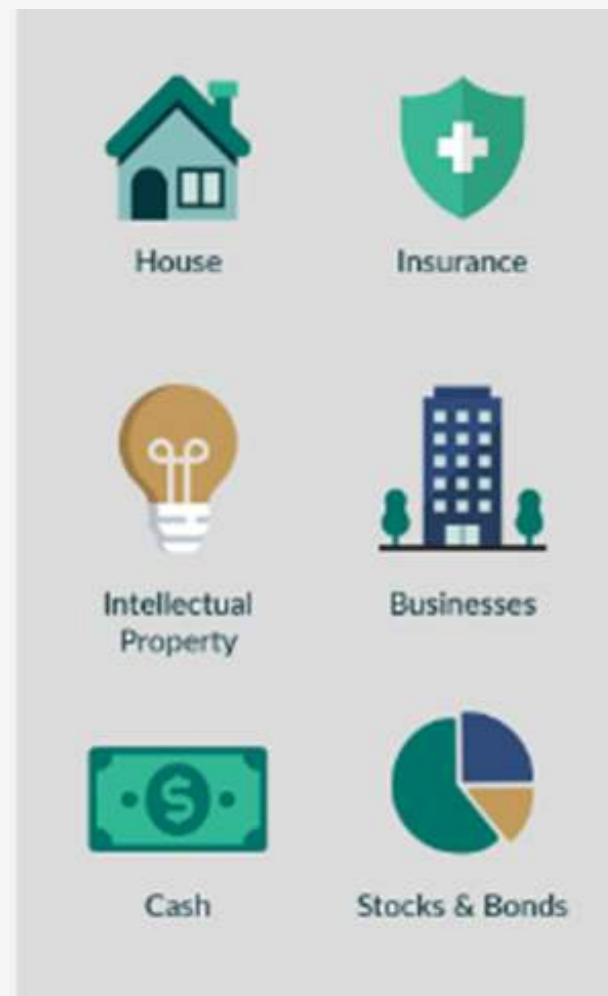 House
Insurance
Intellectual
Property
Businesses
$
Cash
Stocks & Bonds